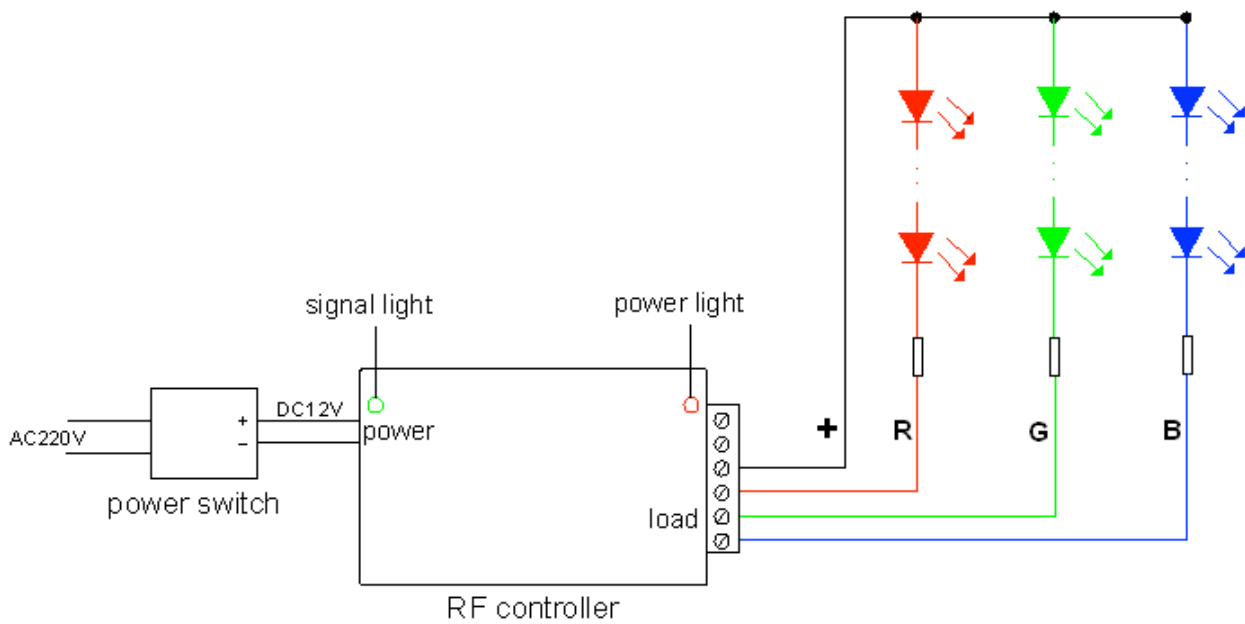 signal light
power light
AC220V
+
−
DC12V
power
power switch
load
+
R
G
B
RF controller